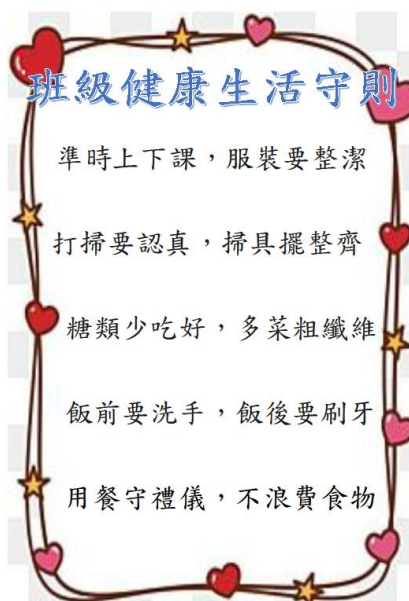 班級健康生活守則
準時上下課，服裝要整潔
打掃要認真，掃具擺整齊
糖類少吃好，多菜粗纖維
飯前要洗手，飯後要刷牙
用餐守禮儀，不浪費食物